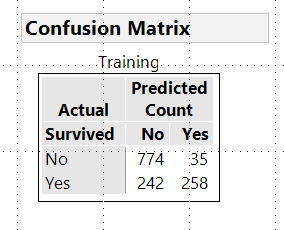 Confusion Matrix
Training
Predicted
Actual Count
Survived No Yes
No 774 35
Yes 242 258